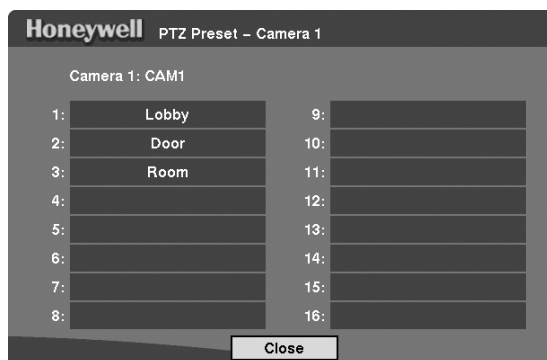 Honeywell PTZ Preset – Camera 1
Camera 1: CAM1
1: Lobby
2: Door
3: Room
4:
5:
6:
7:
8:
9:
10:
11:
12:
13:
14:
15:
16:
Close